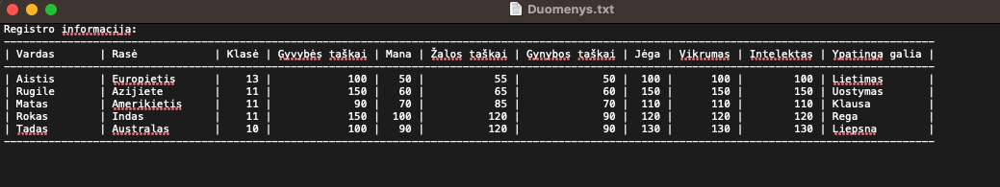 Duomenys.txt
Registro informacija:
| Vardas | Rasė | Klasė | Gyvybės taškai | Mana | Žalos taškai | Gynybos taškai | Jėga | Vikrumas | Intelektas | Ypatinga galia |
| Aistis | Europietis | 13 | 100 | 50 | 55 | 50 | 100 | 100 | 100 | Lietimas |
| Rugile | Azijiete | 11 | 150 | 60 | 65 | 60 | 150 | 150 | 150 | Uostymas |
| Matas | Amerikietis | 11 | 90 | 70 | 85 | 70 | 110 | 110 | 110 | Klausa |
| Rokas | Indas | 11 | 150 | 100 | 120 | 90 | 120 | 120 | 120 | Rega |
| Tadas | Australas | 10 | 100 | 90 | 120 | 90 | 130 | 130 | 130 | Liepsna |